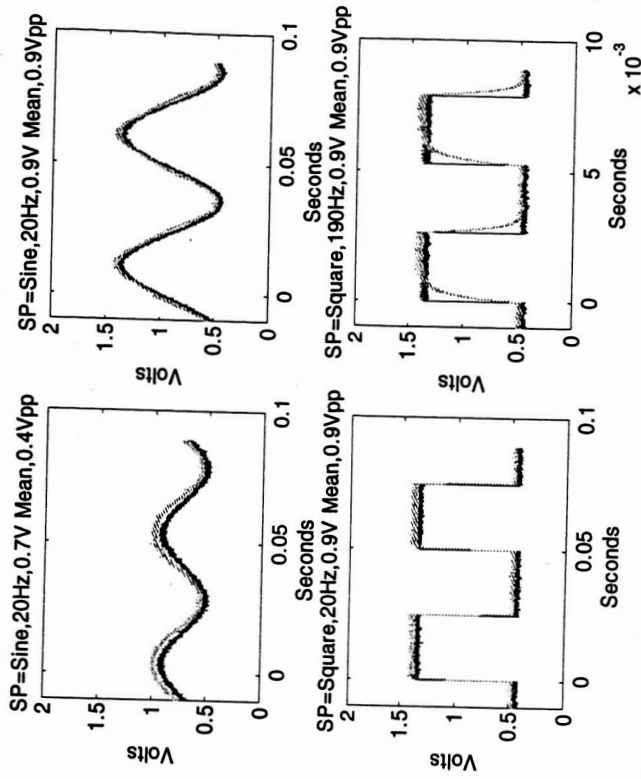 SP=Sine,20Hz,0.7V Mean,0.4Vpp
2
1.5
1
0.5
0
Volts
0
0.05
0.1
Seconds
SP=Sine,20Hz,0.9V Mean,0.9Vpp
2
1.5
1
0.5
0
Volts
0
0.05
0.1
Seconds
SP=Square,20Hz,0.9V Mean,0.9Vpp
2
1.5
1
0.5
0
Volts
0
0.05
0.1
Seconds
SP=Square,190Hz,0.9V Mean,0.9Vpp
2
1.5
1
0.5
0
Volts
0
5
10
Seconds
x 10-3